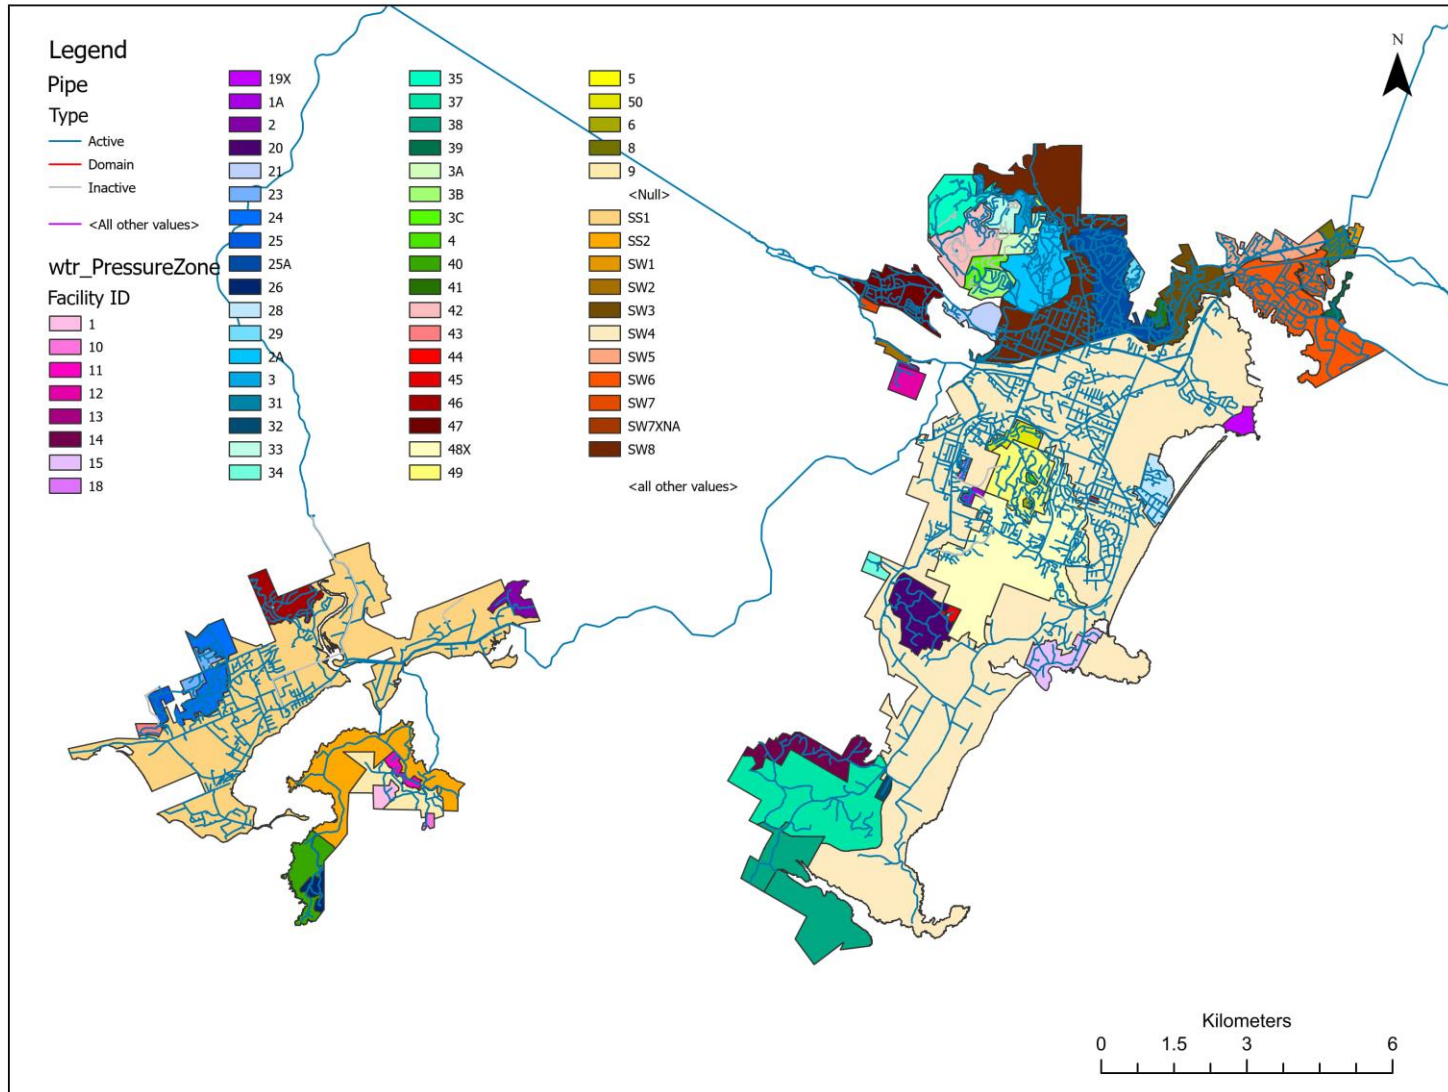 Legend
Pipe
Type
Active
Domain
Inactive
<All other values>
wtr_PressureZone
Facility ID
1
10
11
12
13
14
15
18
19X
1A
2
20
21
23
24
25
25A
26
28
29
2A
3
31
32
33
34
35
37
38
39
3A
3B
3C
4
40
41
42
43
44
45
46
47
48X
49
5
50
6
8
9
<Null>
SS1
SS2
SW1
SW2
SW3
SW4
SW5
SW6
SW7
SW7XNA
SW8
<all other values>
N
Kilometers
0 1.5 3 6